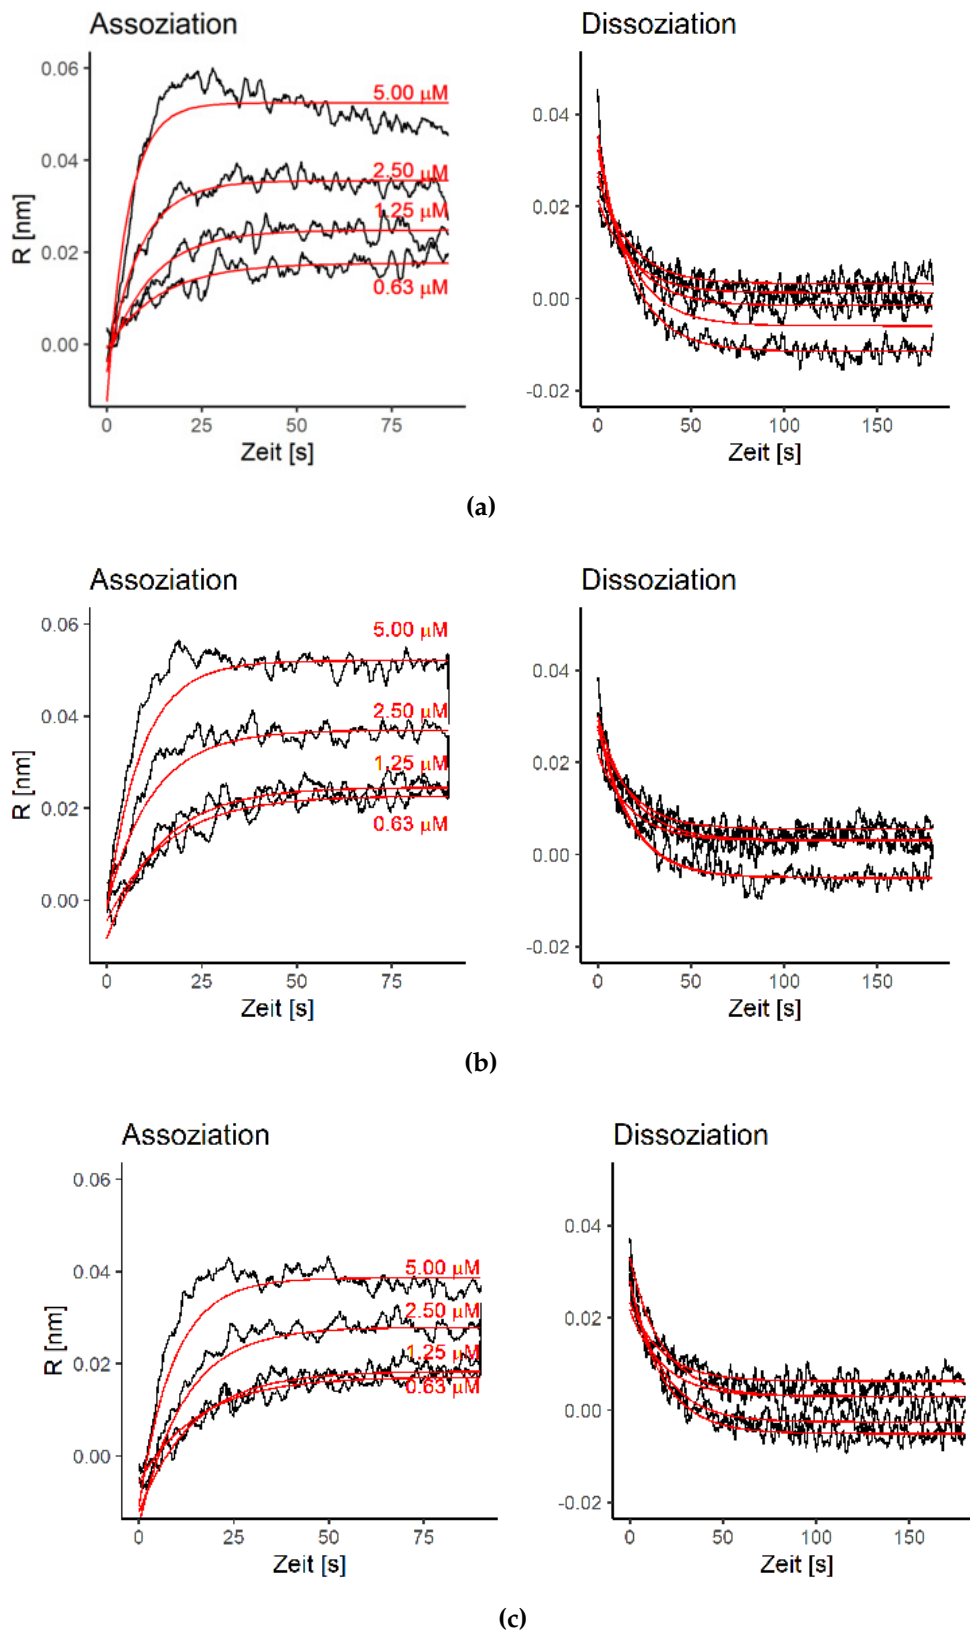 Assoziation
Dissoziation
0.06
0.04
0.02
0.00
R [nm]
5.00 μM
2.50 μM
1.25 μM
0.63 μM
0 25 50 75
Zeit [s]
0.04
0.02
0.00
-0.02
0 50 100 150
Zeit [s]
(a)
Assoziation
Dissoziation
0.06
0.04
0.02
0.00
R [nm]
5.00 μM
2.50 μM
1.25 μM
0.63 μM
0 25 50 75
Zeit [s]
0.04
0.02
0.00
-0.02
0 50 100 150
Zeit [s]
(b)
Assoziation
Dissoziation
0.06
0.04
0.02
0.00
R [nm]
5.00 μM
2.50 μM
1.25 μM
0.63 μM
0 25 50 75
Zeit [s]
0.04
0.02
0.00
-0.02
0 50 100 150
Zeit [s]
(c)